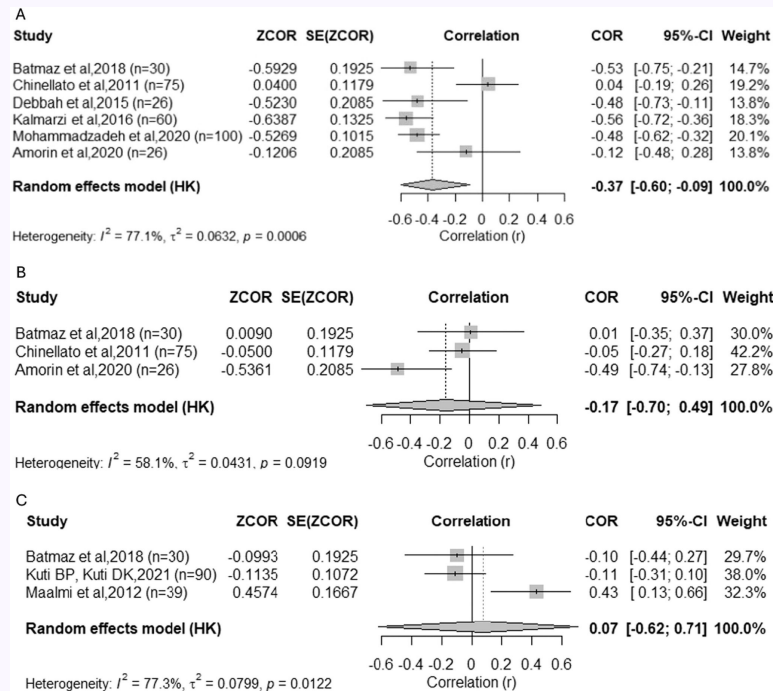 A
Study ZCOR SE(ZCOR) Correlation COR 95%-CI Weight
Batmaz et al,2018 (n=30) -0.5929 0.1925 -0.53 [-0.75; -0.21] 14.7%
Chinellato et al,2011 (n=75) 0.0400 0.1179 0.04 [-0.19; 0.26] 19.2%
Debbah et al,2015 (n=26) -0.5230 0.2085 -0.48 [-0.73; -0.11] 13.8%
Kalmarzi et al,2016 (n=60) -0.6387 0.1325 -0.56 [-0.72; -0.36] 18.3%
Mohammadzadeh et al,2020 (n=100) -0.5269 0.1015 -0.48 [-0.62; -0.32] 20.1%
Amorin et al,2020 (n=26) -0.1206 0.2085 -0.12 [-0.48; 0.28] 13.8%
Random effects model (HK) -0.37 [-0.60; -0.09] 100.0%
-0.6 -0.4 -0.2 0 0.2 0.4 0.6
Heterogeneity: I² = 77.1%, τ² = 0.0632, p = 0.0006 Correlation (r)
B
Study ZCOR SE(ZCOR) Correlation COR 95%-CI Weight
Batmaz et al,2018 (n=30) 0.0090 0.1925 0.01 [-0.35; 0.37] 30.0%
Chinellato et al,2011 (n=75) -0.0500 0.1179 -0.05 [-0.27; 0.18] 42.2%
Amorin et al,2020 (n=26) -0.5361 0.2085 -0.49 [-0.74; -0.13] 27.8%
Random effects model (HK) -0.17 [-0.70; 0.49] 100.0%
-0.6 -0.4 -0.2 0 0.2 0.4 0.6
Heterogeneity: I² = 58.1%, τ² = 0.0431, p = 0.0919 Correlation (r)
C
Study ZCOR SE(ZCOR) Correlation COR 95%-CI Weight
Batmaz et al,2018 (n=30) -0.0993 0.1925 -0.10 [-0.44; 0.27] 29.7%
Kuti BP, Kuti DK,2021 (n=90) -0.1135 0.1072 -0.11 [-0.31; 0.10] 38.0%
Maalmi et al,2012 (n=39) 0.4574 0.1667 0.43 [ 0.13; 0.66] 32.3%
Random effects model (HK) 0.07 [-0.62; 0.71] 100.0%
-0.6 -0.4 -0.2 0 0.2 0.4 0.6
Heterogeneity: I² = 77.3%, τ² = 0.0799, p = 0.0122 Correlation (r)